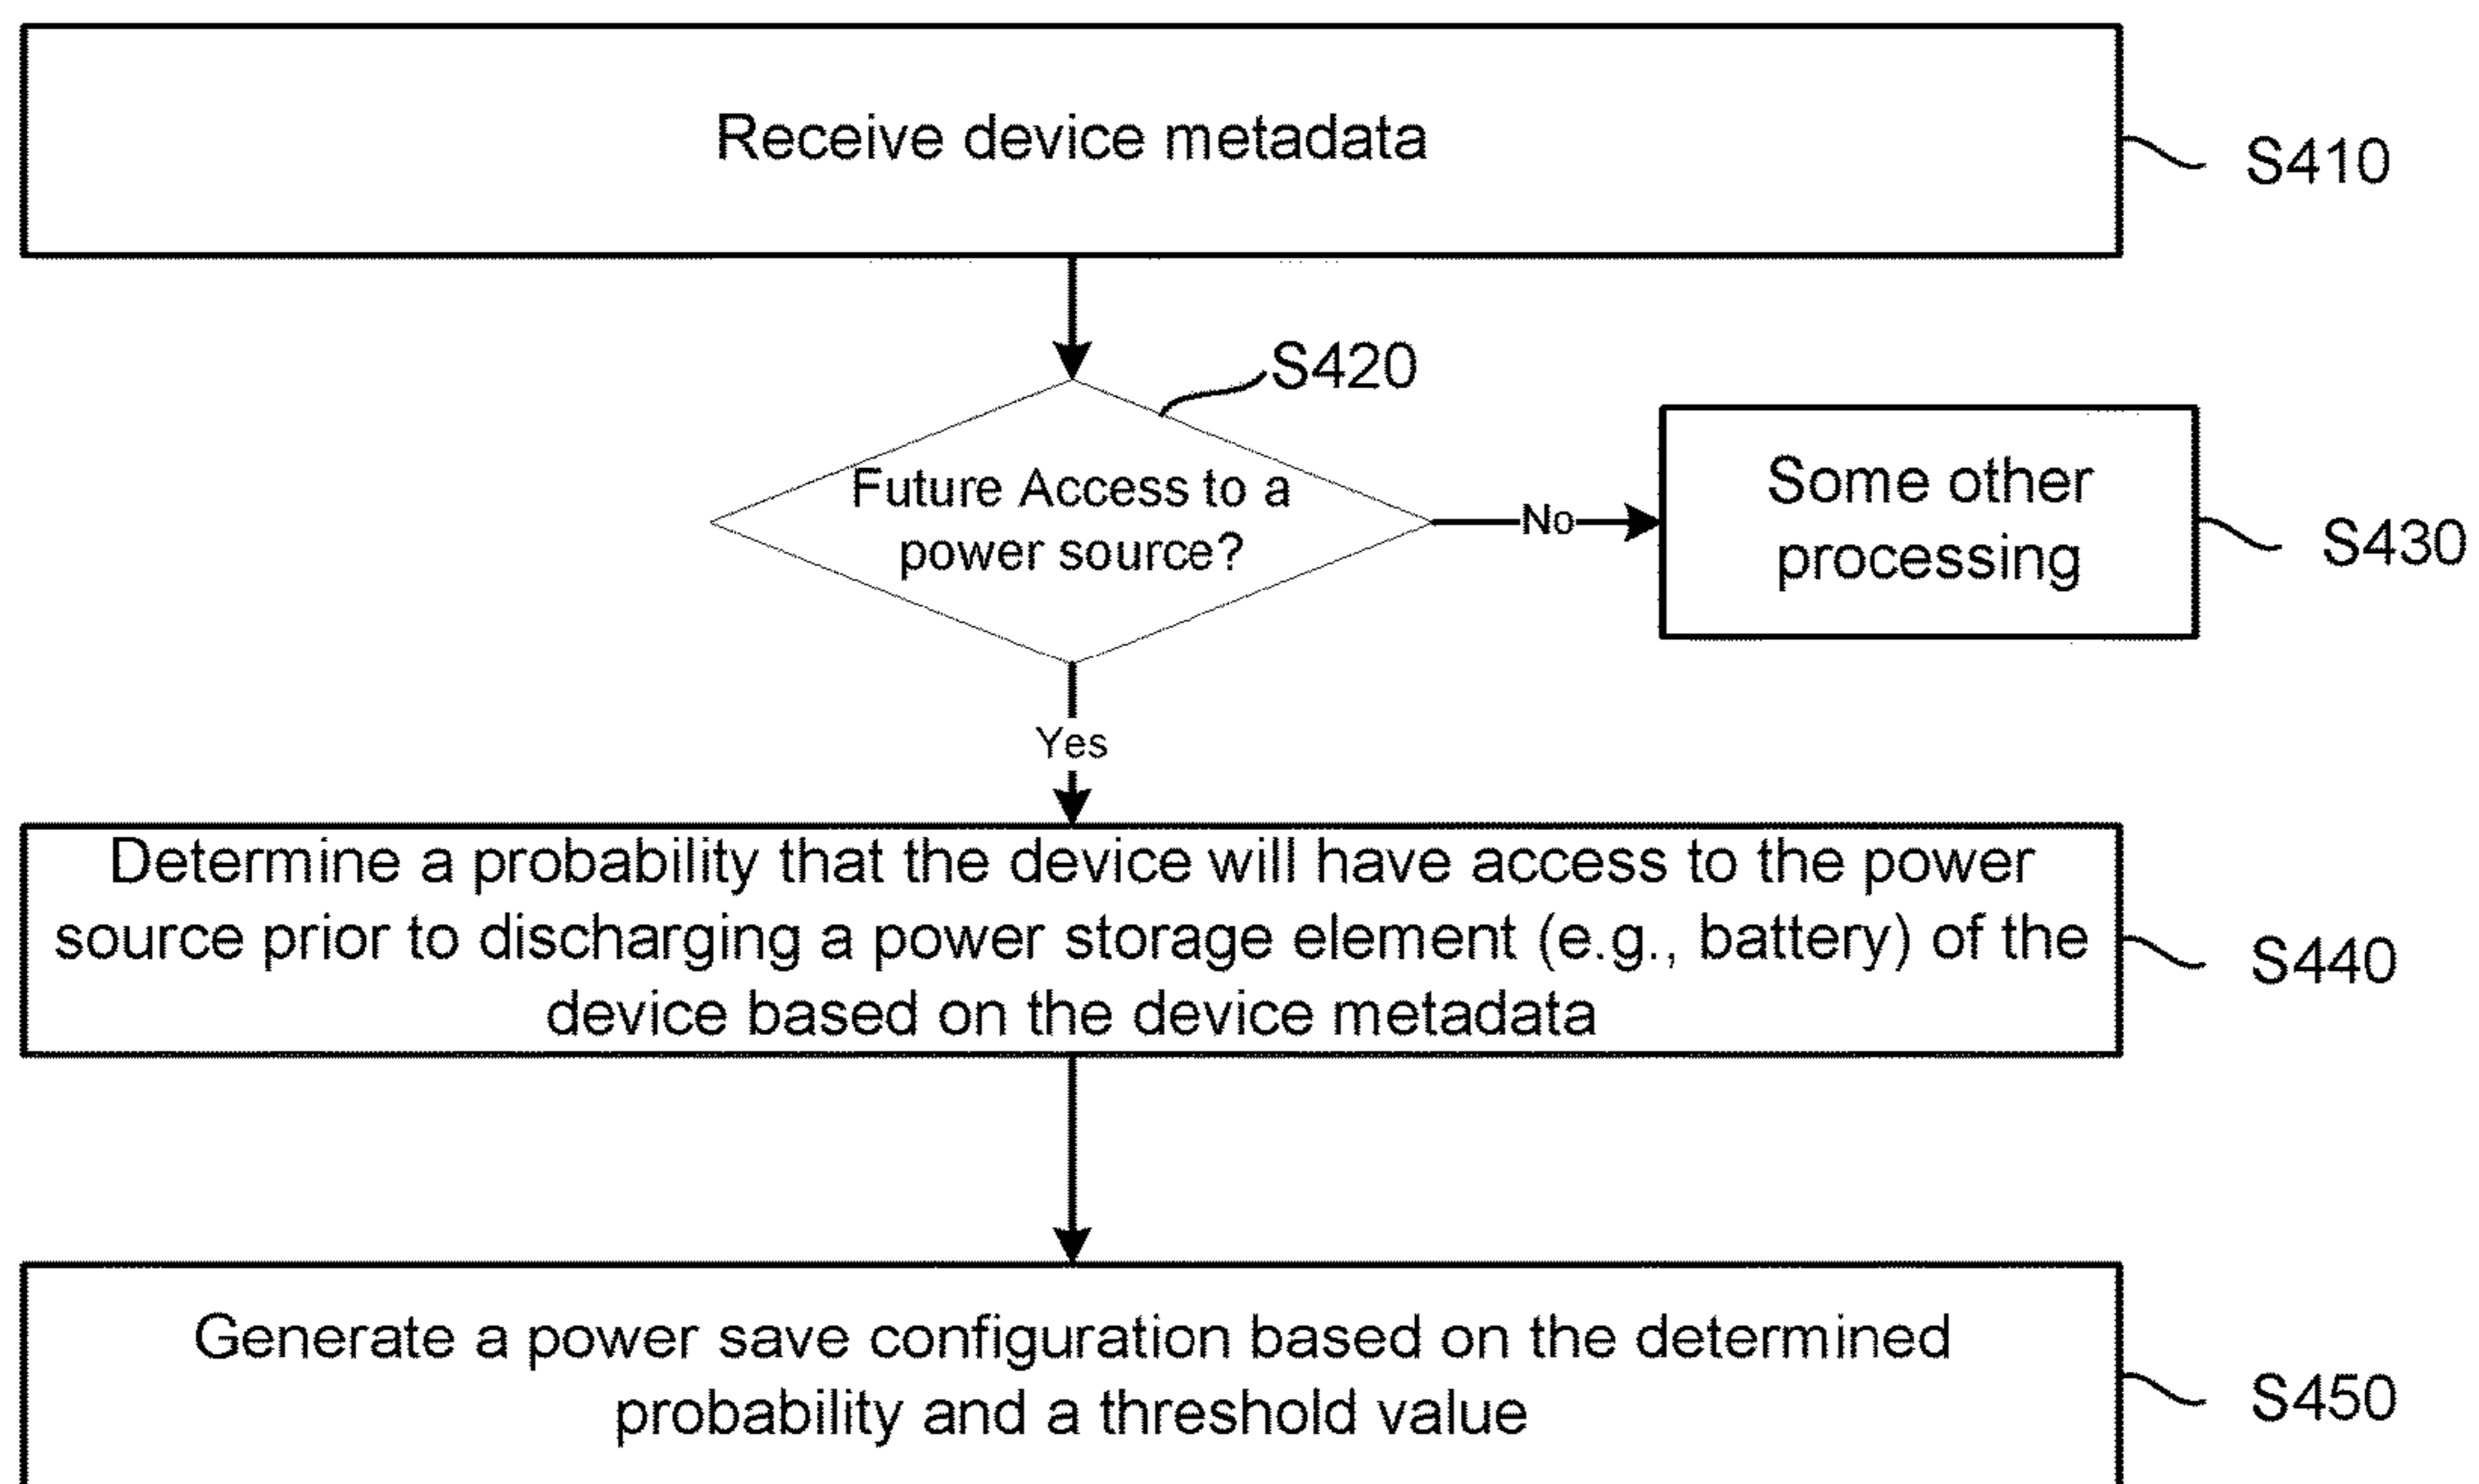 Receive device metadata
S410
S420
Future Access to a
power source?
No
Some other
processing
S430
Yes
Determine a probability that the device will have access to the power
source prior to discharging a power storage element (e.g., battery) of the
device based on the device metadata
S440
Generate a power save configuration based on the determined
probability and a threshold value
S450